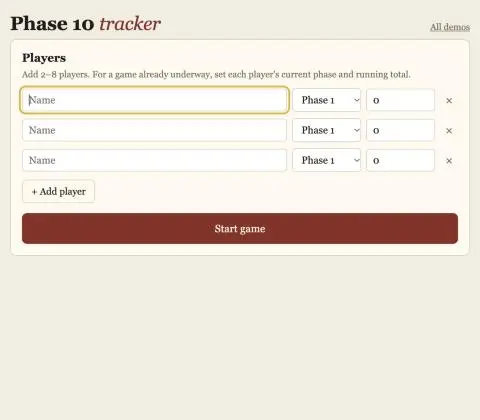 Phase 10 tracker
All demos
Players
Add 2–8 players. For a game already underway, set each player's current phase and running total.
Name Phase 1 0 ×
Name Phase 1 0 ×
Name Phase 1 0 ×
+ Add player
Start game